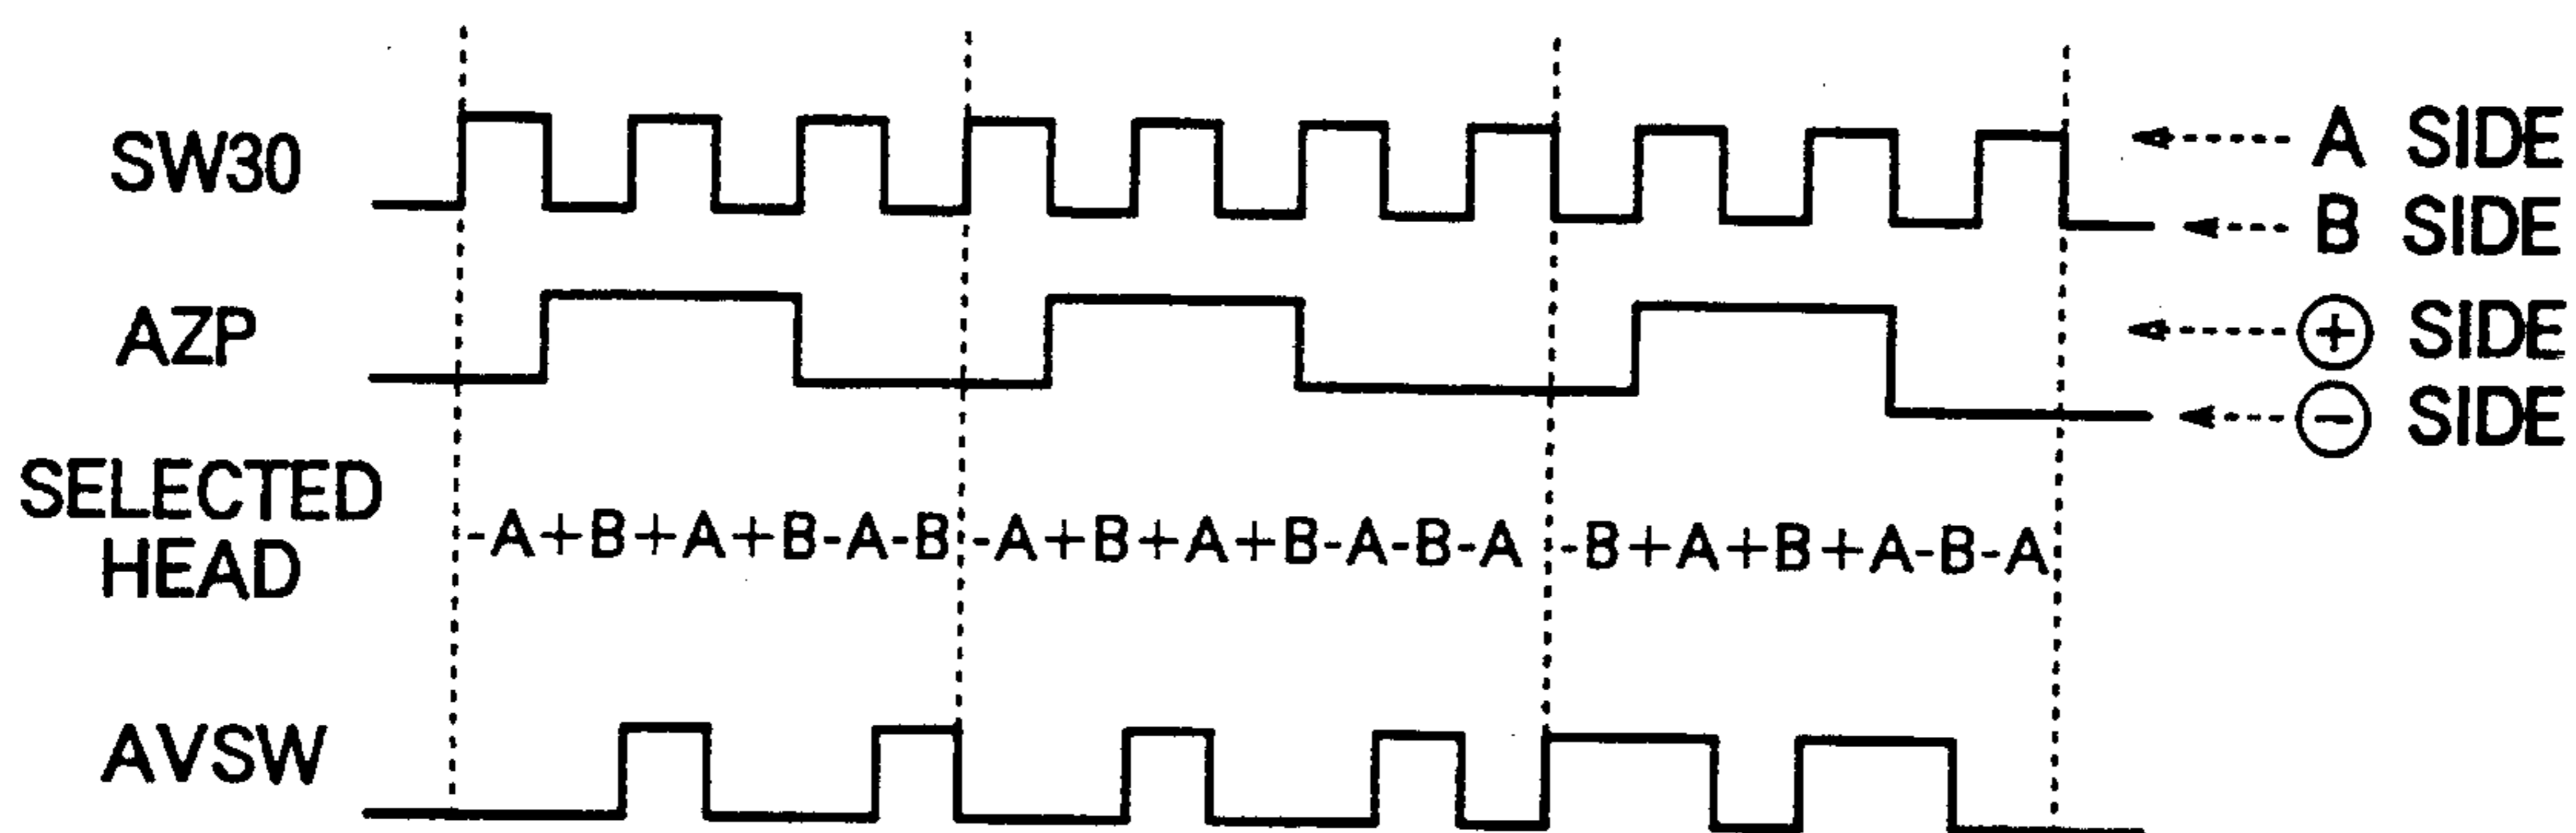 SW30
A SIDE
B SIDE
AZP
⊕ SIDE
⊖ SIDE
SELECTED
HEAD
-A+B+A+B-A-B -A+B+A+B-A-B-A -B+A+B+A-B-A
AVSW